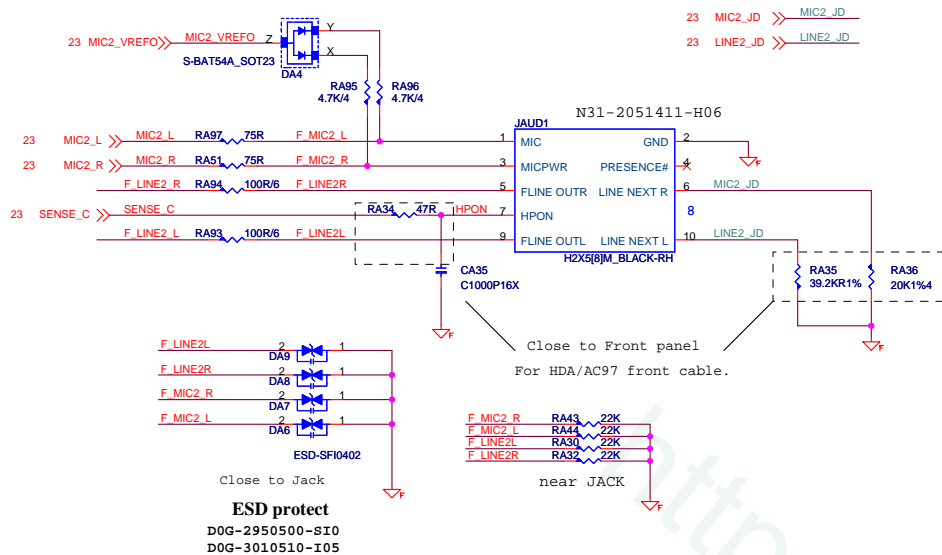 23 MIC2_JD MIC2_JD
23 LINE2_JD LINE2_JD
23 MIC2_VREFO MIC2_VREFO Z Y X
S-BAT54A_SOT23
DA4
RA95 RA96
4.7K/4 4.7K/4
N31-2051411-H06
JAUD1
23 MIC2_L MIC2_L RA97 75R F_MIC2_L 1 MIC GND 2 F
23 MIC2_R MIC2_R RA51 75R F_MIC2_R 3 MICPWR PRESENCE# 4
F_LINE2_R RA94 100R/6 F_LINE2R 5 FLINE OUTR LINE NEXT R 6 MIC2_JD
23 SENSE_C SENSE_C RA34 47R HPON 7 HPON 8
F_LINE2_L RA93 100R/6 F_LINE2L 9 FLINE OUTL LINE NEXT L 10 LINE2_JD
H2X5[8]M_BLACK-RH
CA35
C1000P16X
F
RA35 RA36
39.2KR1% 20K1%4
F
Close to Front panel
For HDA/AC97 front cable.
F_LINE2L 2 1
DA9
F_LINE2R 2 1
DA8
F_MIC2_R 2 1
DA7
F_MIC2_L 2 1
DA6
ESD-SFI0402
F
Close to Jack
ESD protect
D0G-2950500-SI0
D0G-3010510-I05
F_MIC2_R RA43 22K
F_MIC2_L RA44 22K
F_LINE2L RA30 22K
F_LINE2R RA32 22K
near JACK
F
http